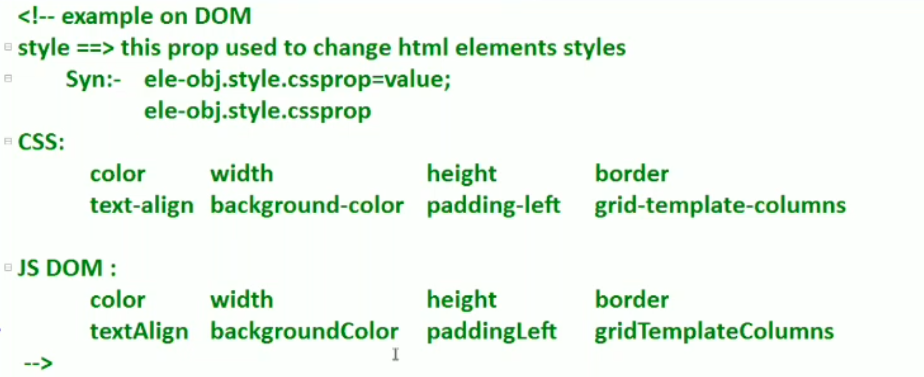 <!-- example on DOM
style ==> this prop used to change html elements styles
Syn:- ele-obj.style.cssprop=value;
ele-obj.style.cssprop
CSS:
color width height border
text-align background-color padding-left grid-template-columns
JS DOM :
color width height border
textAlign backgroundColor paddingLeft gridTemplateColumns
-->